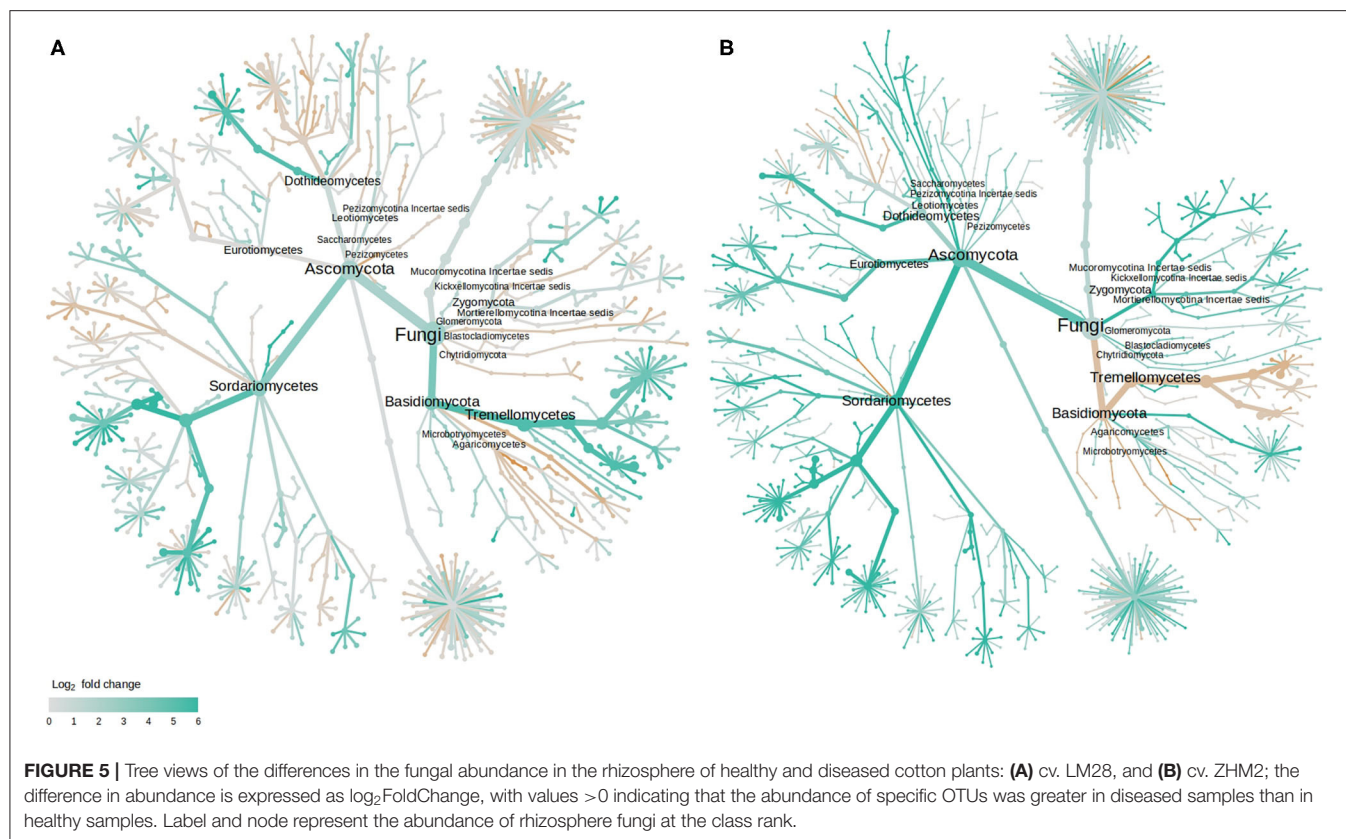 A
Dothideomycetes
Pezizomycotina Incertae sedis
Leotiomycetes
Saccharomycetes
Eurotiomycetes
Pezizomycetes
Ascomycota
Mucoromycotina Incertae sedis
Kickxellomycotina Incertae sedis
Zygomycota
Mortierellomycotina Incertae sedis
Glomeromycota
Fungi
Blastocladiomycetes
Chytridiomycota
Sordariomycetes
Basidiomycota
Tremellomycetes
Microbotryomycetes
Agaricomycetes
B
Saccharomycetes
Pezizomycotina Incertae sedis
Leotiomycetes
Dothideomycetes
Pezizomycetes
Ascomycota
Eurotiomycetes
Mucoromycotina Incertae sedis
Kickxellomycotina Incertae sedis
Zygomycota
Mortierellomycotina Incertae sedis
Fungi
Glomeromycota
Blastocladiomycetes
Chytridiomycota
Tremellomycetes
Sordariomycetes
Basidiomycota
Agaricomycetes
Microbotryomycetes
Log2 fold change
0 1 2 3 4 5 6
FIGURE 5 | Tree views of the differences in the fungal abundance in the rhizosphere of healthy and diseased cotton plants: (A) cv. LM28, and (B) cv. ZHM2; the
difference in abundance is expressed as log2FoldChange, with values >0 indicating that the abundance of specific OTUs was greater in diseased samples than in
healthy samples. Label and node represent the abundance of rhizosphere fungi at the class rank.